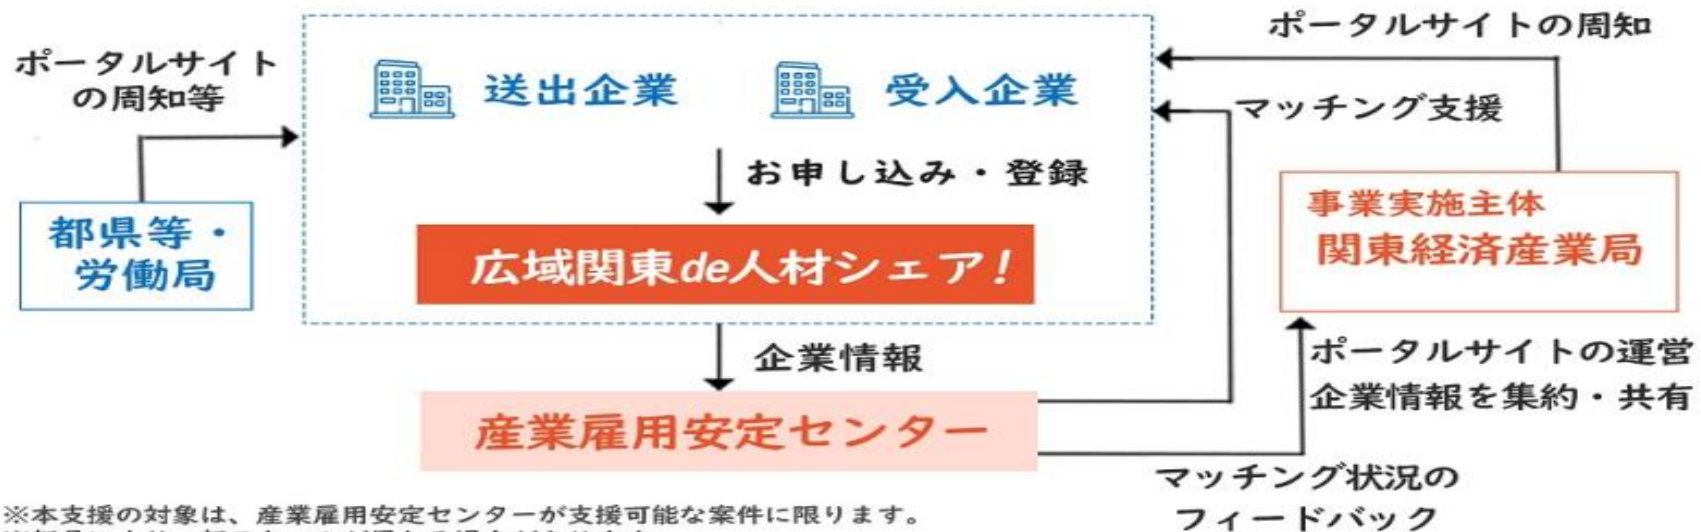 ポータルサイト
の周知等
都県等・
労働局
送出企業
受入企業
お申し込み・登録
広域関東de人材シェア!
企業情報
産業雇用安定センター
ポータルサイトの周知
マッチング支援
事業実施主体
関東経済産業局
ポータルサイトの運営
企業情報を集約・共有
マッチング状況の
フィードバック
※本支援の対象は、産業雇用安定センターが支援可能な案件に限ります。